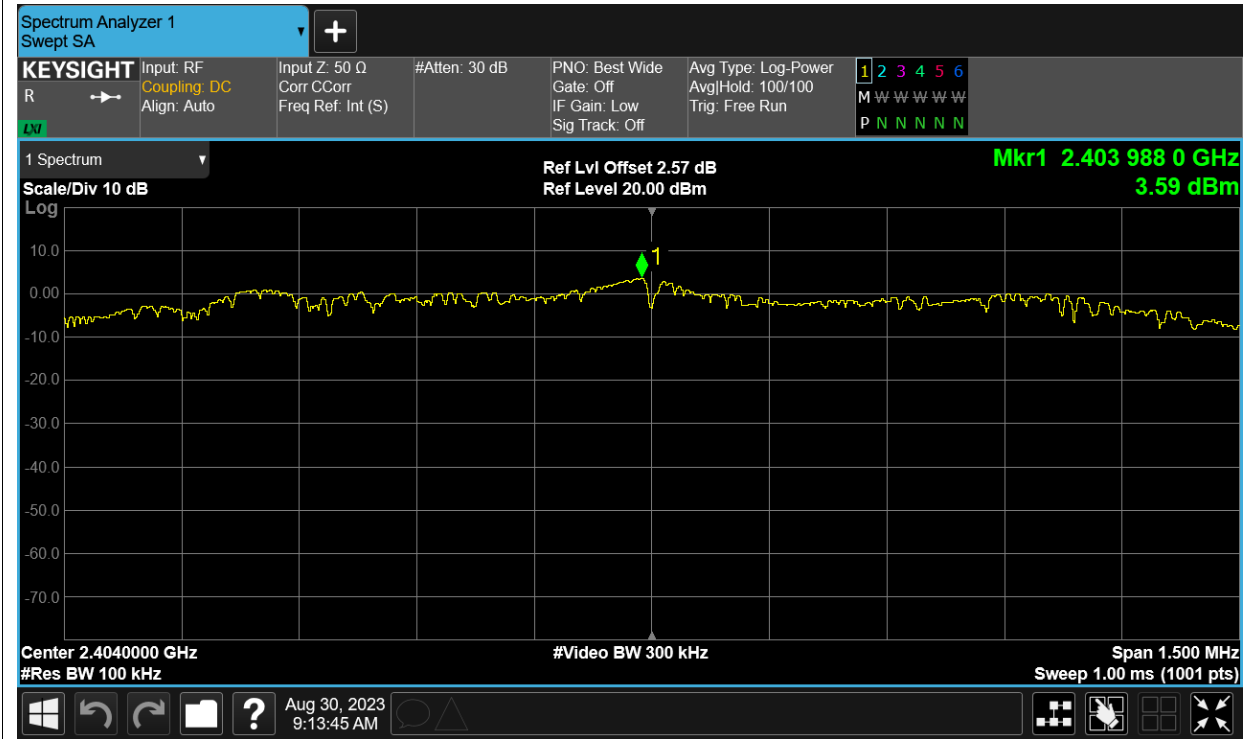 Spectrum Analyzer 1
Swept SA
KEYSIGHT
R
LXI
Input: RF
Coupling: DC
Align: Auto
Input Z: 50 Ω
Corr CCorr
Freq Ref: Int (S)
#Atten: 30 dB
PNO: Best Wide
Gate: Off
IF Gain: Low
Sig Track: Off
Avg Type: Log-Power
Avg|Hold: 100/100
Trig: Free Run
1 2 3 4 5 6
M W W W W W
P N N N N N
1 Spectrum
Scale/Div 10 dB
Ref Lvl Offset 2.57 dB
Ref Level 20.00 dBm
Mkr1 2.403 988 0 GHz
3.59 dBm
Log
1
10.0
0.00
-10.0
-20.0
-30.0
-40.0
-50.0
-60.0
-70.0
Center 2.4040000 GHz
#Video BW 300 kHz
Span 1.500 MHz
#Res BW 100 kHz
Sweep 1.00 ms (1001 pts)
?
Aug 30, 2023
9:13:45 AM